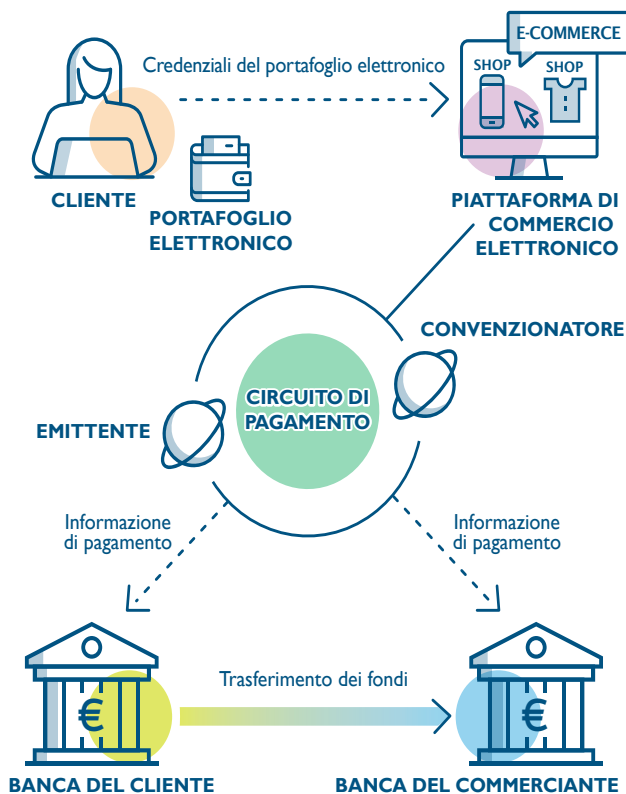 E-COMMERCE
SHOP
SHOP
Credenziali del portafoglio elettronico
CLIENTE
PORTAFOGLIO
ELETTRONICO
PIATTAFORMA DI
COMMERCIO
ELETTRONICO
CONVENZIONATORE
CIRCUITO DI
PAGAMENTO
EMITTENTE
Informazione
di pagamento
Informazione
di pagamento
Trasferimento dei fondi
€
€
BANCA DEL CLIENTE
BANCA DEL COMMERCIANTE